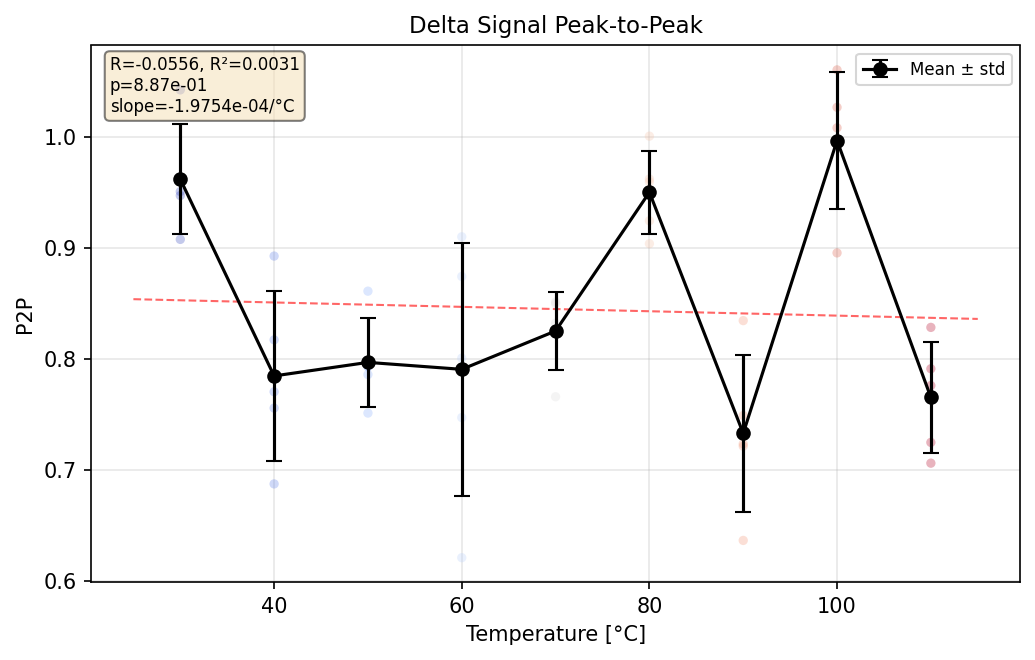 Delta Signal Peak-to-Peak
R=-0.0556, R²=0.0031
p=8.87e-01
slope=-1.9754e-04/°C
Mean ± std
1.0
0.9
0.8
0.7
0.6
P2P
40
60
80
100
Temperature [°C]